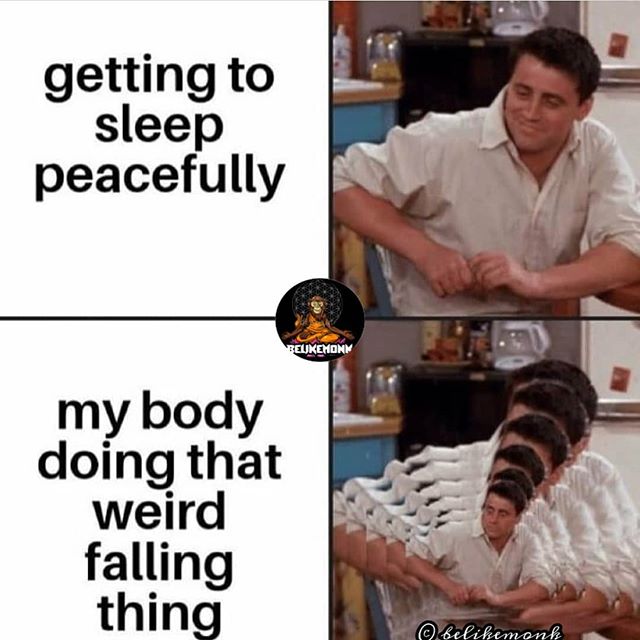 getting to
sleep
peacefully
BELIKEMONK
my body
doing that
weird
falling
thing
© belikemonk